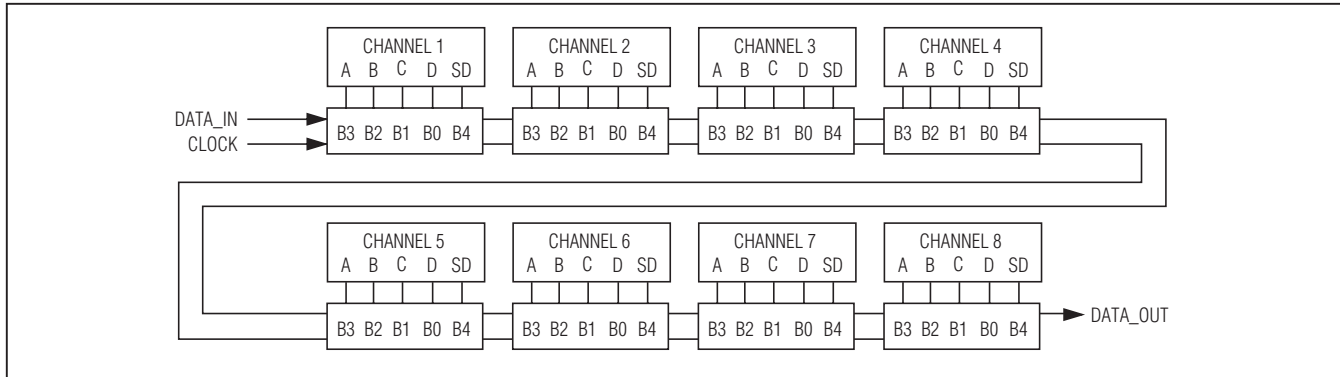 CHANNEL 1 CHANNEL 2 CHANNEL 3 CHANNEL 4
A B C D SD A B C D SD A B C D SD A B C D SD
DATA_IN
B3 B2 B1 B0 B4 B3 B2 B1 B0 B4 B3 B2 B1 B0 B4 B3 B2 B1 B0 B4
CLOCK
CHANNEL 5 CHANNEL 6 CHANNEL 7 CHANNEL 8
A B C D SD A B C D SD A B C D SD A B C D SD
DATA_OUT
B3 B2 B1 B0 B4 B3 B2 B1 B0 B4 B3 B2 B1 B0 B4 B3 B2 B1 B0 B4